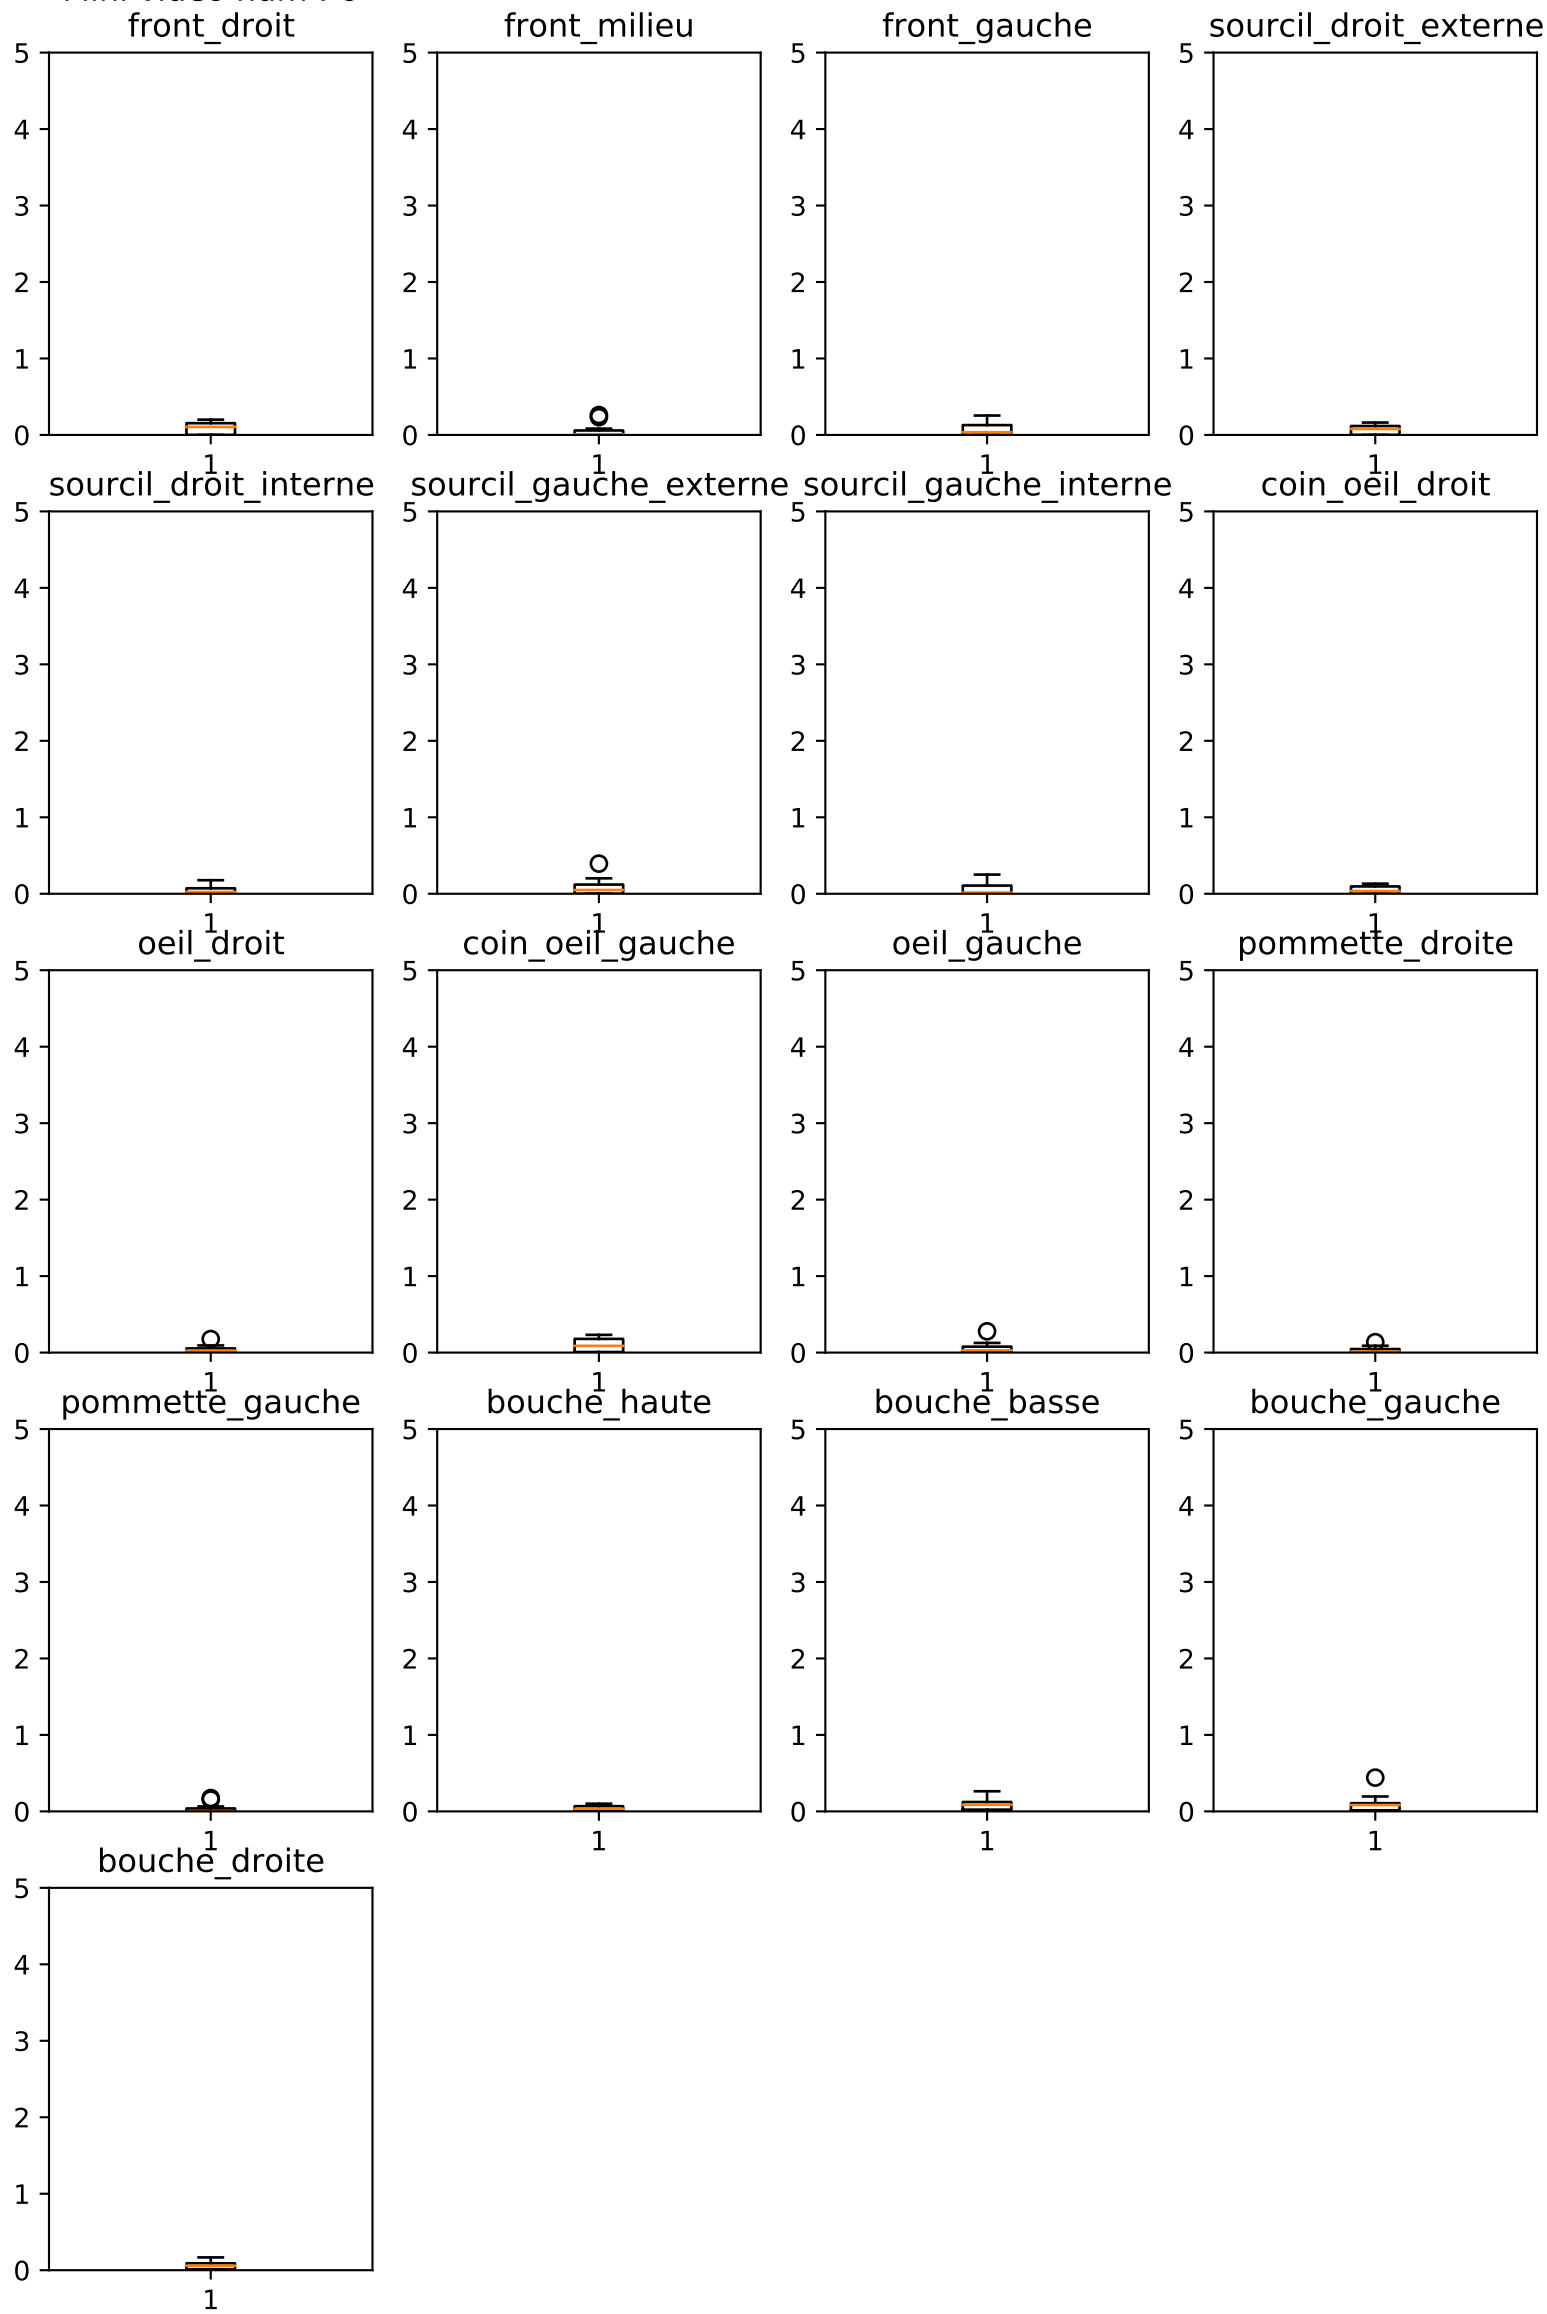 front_droit front_milieu front_gauche sourcil_droit_externe
5 5 5 5
4 4 4 4
3 3 3 3
2 2 2 2
1 1 1 1
0 0 0 0
1 1 1 1
sourcil_droit_interne sourcil_gauche_externe sourcil_gauche_interne coin_oeil_droit
5 5 5 5
4 4 4 4
3 3 3 3
2 2 2 2
1 1 1 1
0 0 0 0
1 1 1 1
oeil_droit coin_oeil_gauche oeil_gauche pommette_droite
5 5 5 5
4 4 4 4
3 3 3 3
2 2 2 2
1 1 1 1
0 0 0 0
1 1 1 1
pommette_gauche bouche_haute bouche_basse bouche_gauche
5 5 5 5
4 4 4 4
3 3 3 3
2 2 2 2
1 1 1 1
0 0 0 0
1 1 1 1
bouche_droite
5
4
3
2
1
0
1